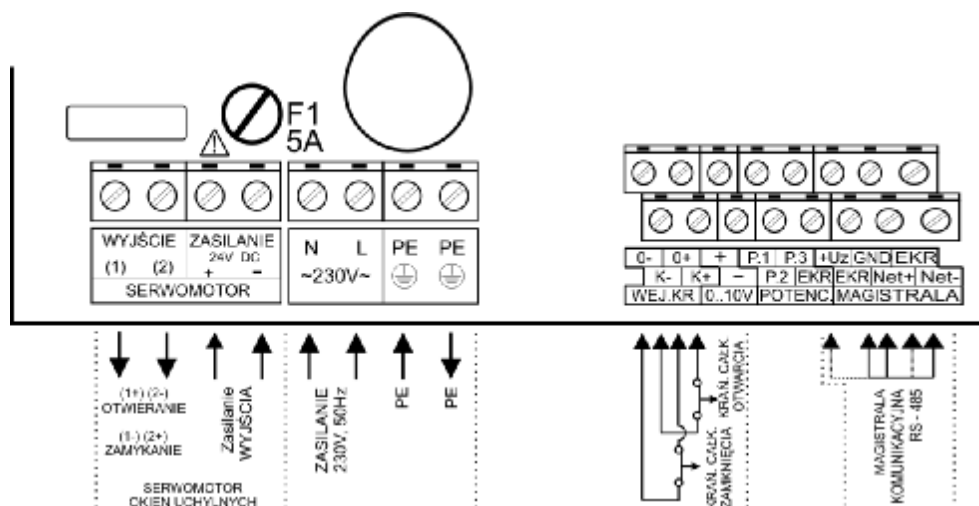 F1
5A
WYJŚCIE ZASILANIE
24V DC
(1) (2) + -
SERWOMOTOR
N L
~230V~
PE PE
0- 0+ + P.1 P.3 +Uz GND EKR
K- K+ - P.2 EKR EKR Net+ Net-
WEJ.KR 0..10V POTENC. MAGISTRALA
(1+) (2-)
OTWIERANIE
(1-) (2+)
ZAMYKANIE
SERWOMOTOR
OKIEN UCHYLNYCH
Zasilanie
WYJŚCIA
ZASILANIE
230V, 50Hz
PE
PE
KRAŃ. CAŁK.
ZAMKNIĘCIA
KRAŃ. CAŁK.
OTWARCIA
MAGISTRALA
KOMUNIKACYJNA
RS - 485